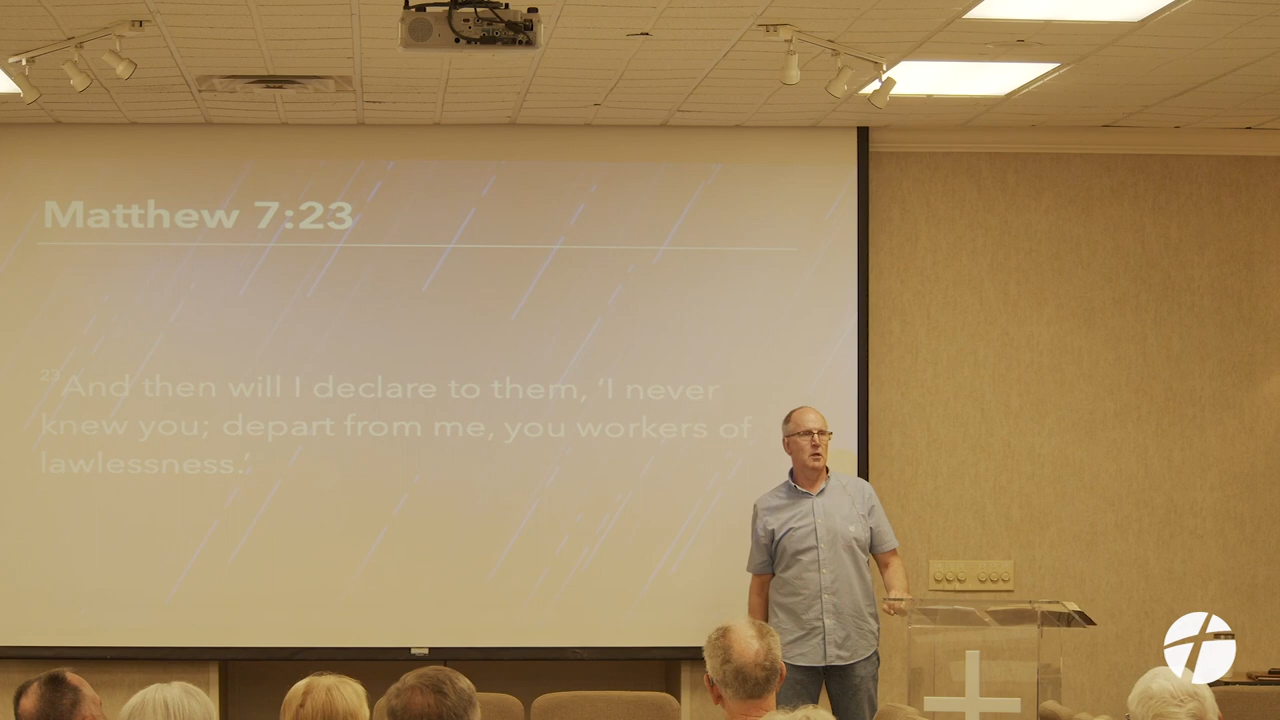 Matthew 7:23
23 And then will I declare to them, ‘I never
knew you; depart from me, you workers of
lawlessness.’